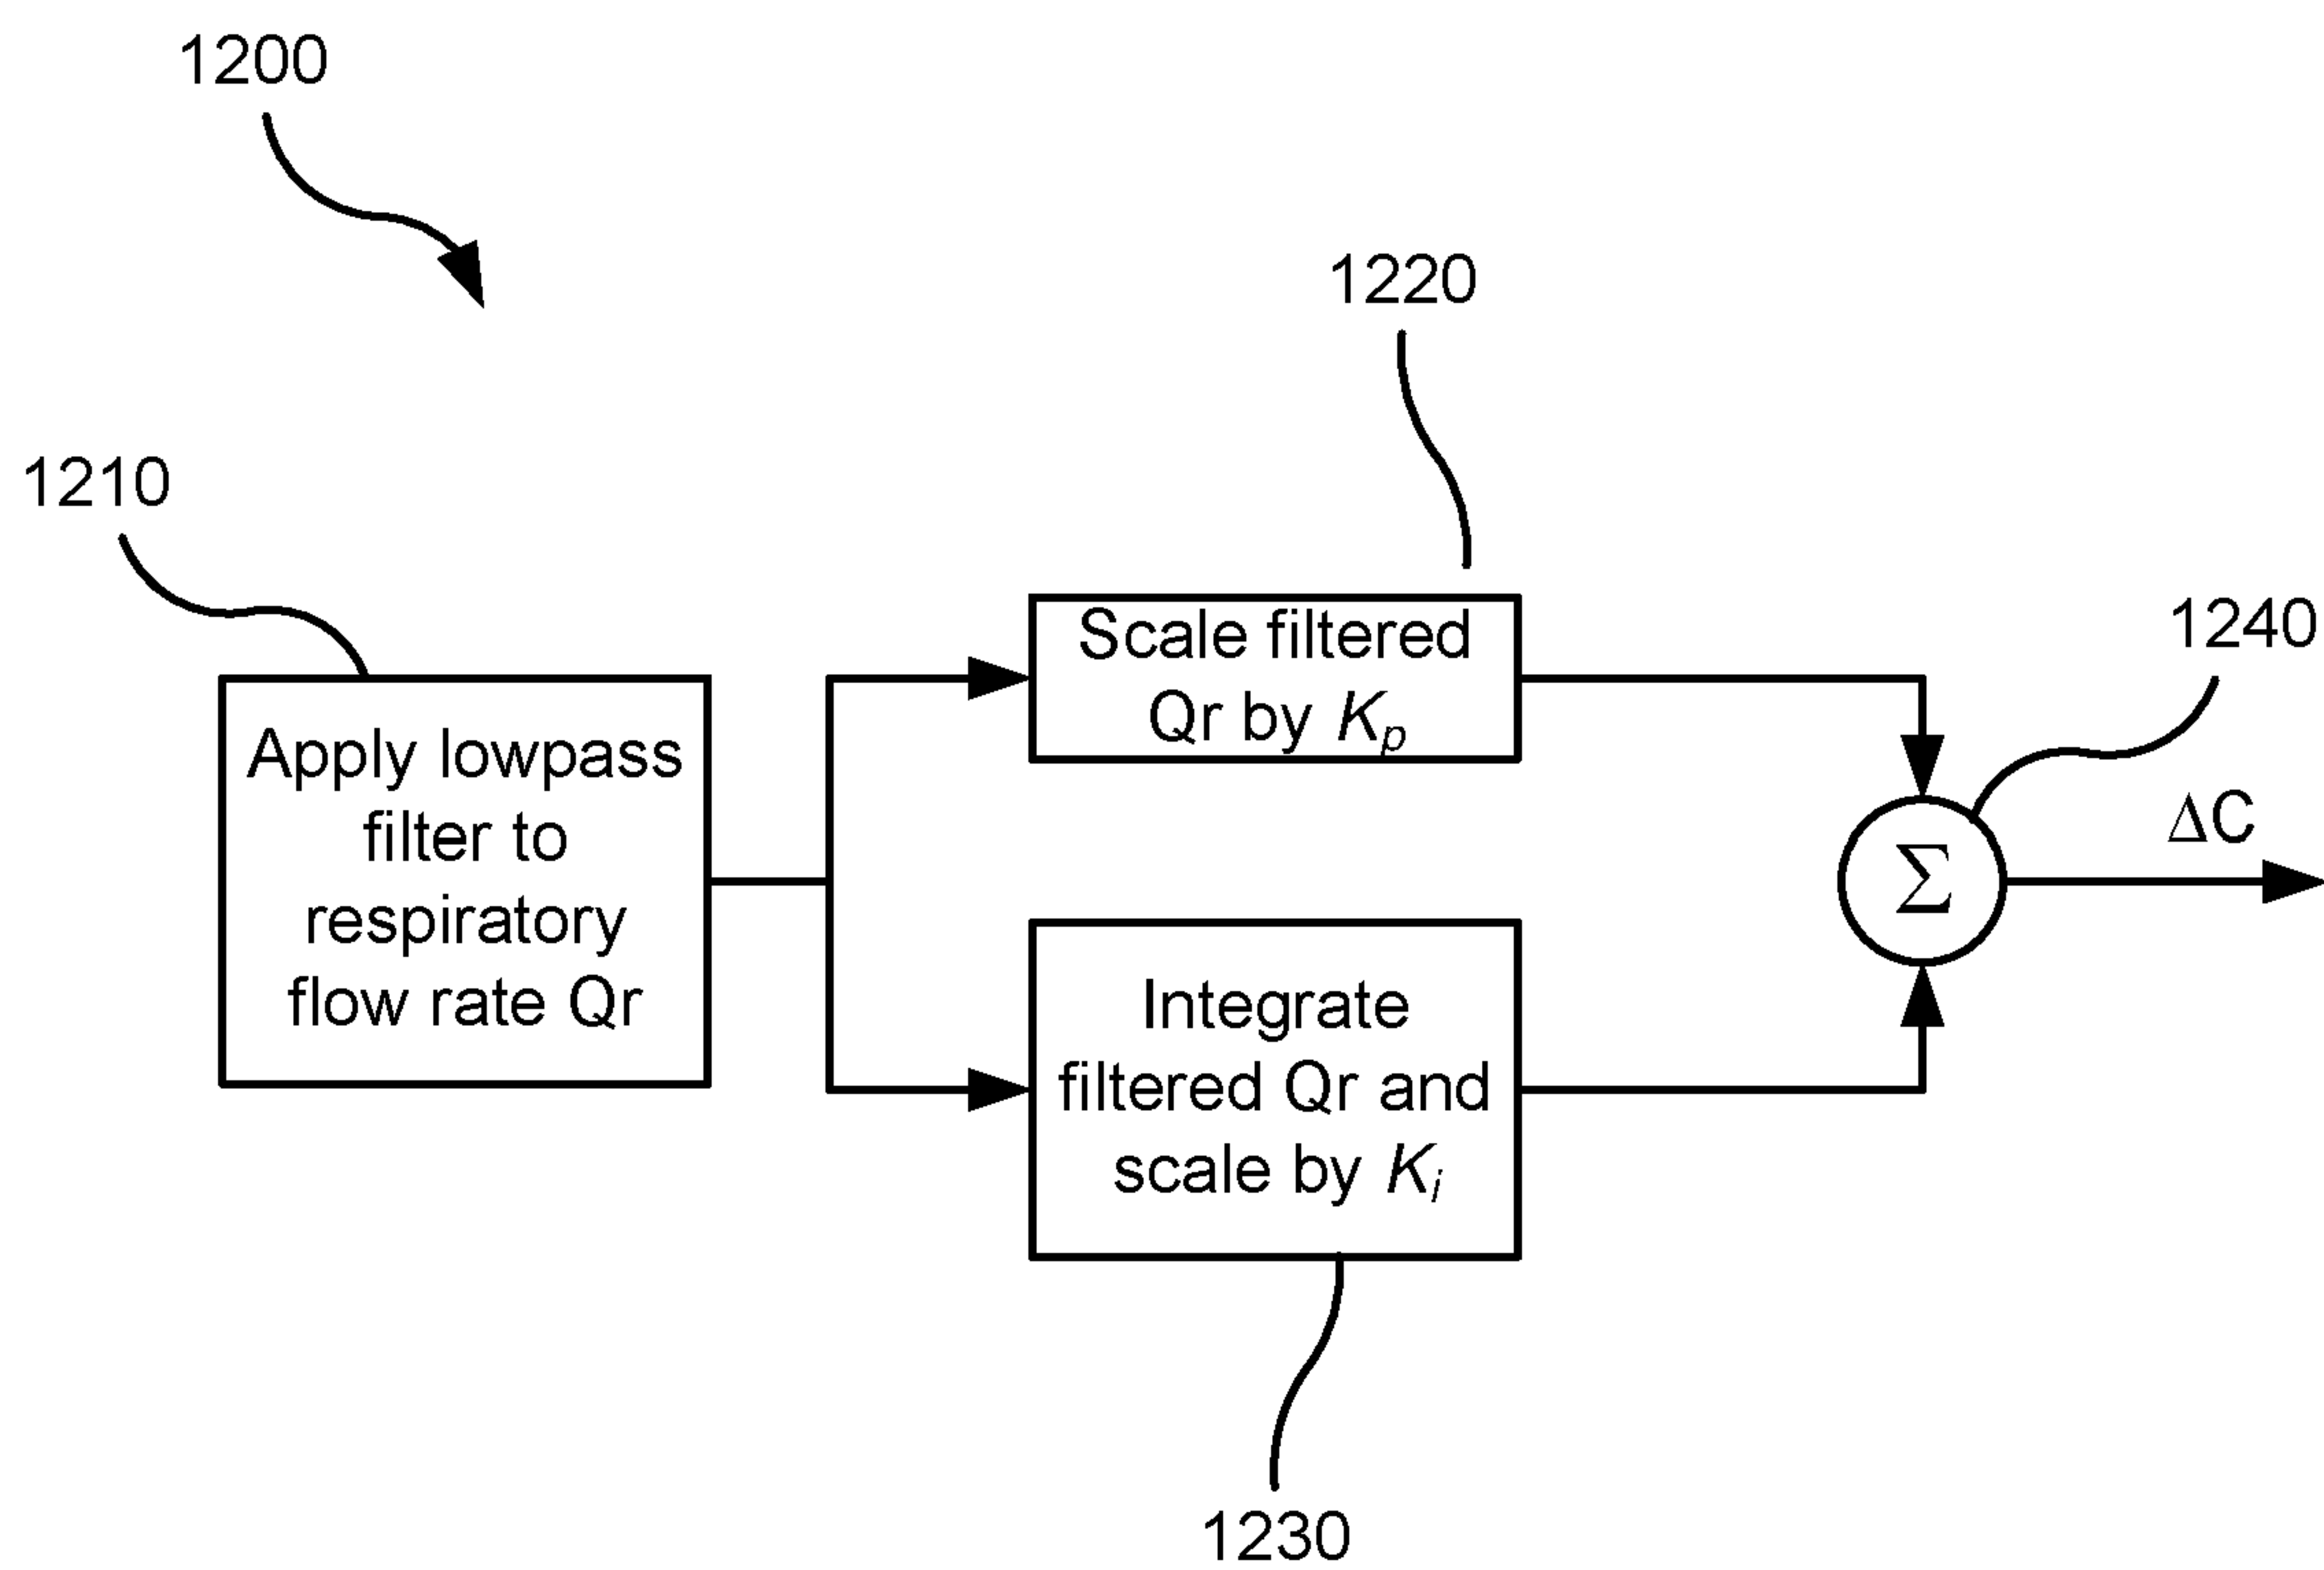 1200
1220
1210
1240
Scale filtered
Qr by Kp
Apply lowpass
filter to
respiratory
flow rate Qr
ΔC
Σ
Integrate
filtered Qr and
scale by Ki
1230